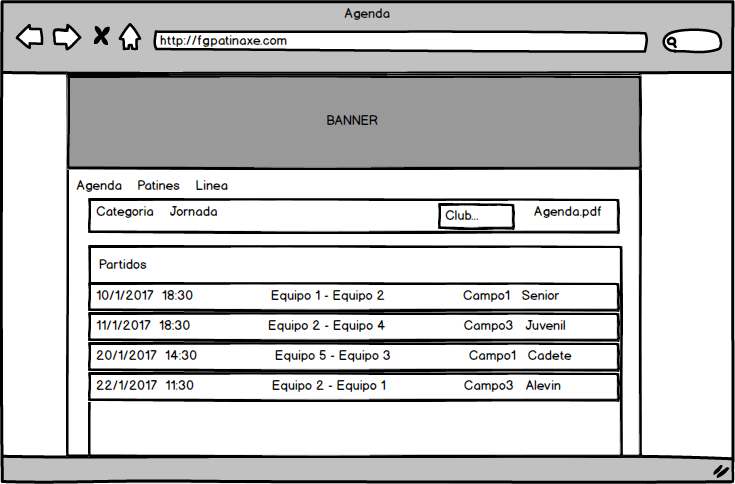 Agenda
http://fgpatinaxe.com
BANNER
Agenda Patines Linea
Categoria Jornada Club... Agenda.pdf
Partidos
10/1/2017 18:30 Equipo 1 - Equipo 2 Campo1 Senior
11/1/2017 18:30 Equipo 2 - Equipo 4 Campo3 Juvenil
20/1/2017 14:30 Equipo 5 - Equipo 3 Campo1 Cadete
22/1/2017 11:30 Equipo 2 - Equipo 1 Campo3 Alevin